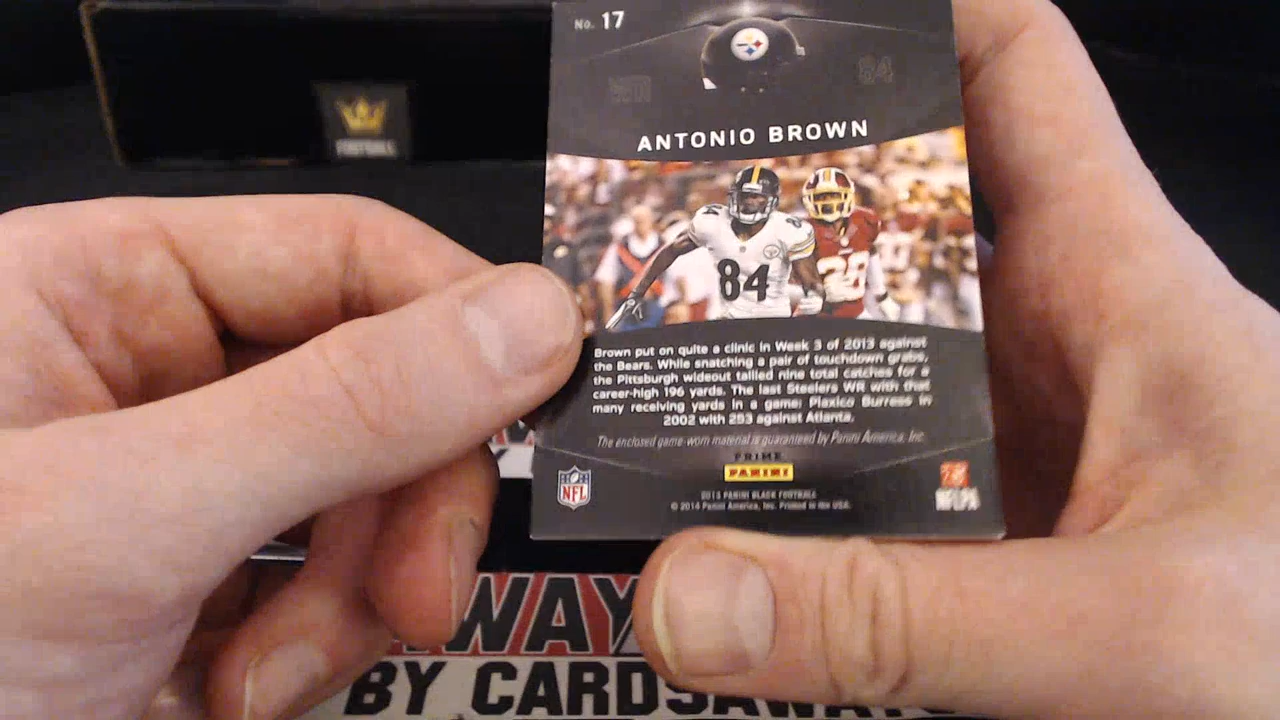 No. 17
84
FOOTBALL
ANTONIO BROWN
84
84
28
Brown put on quite a clinic in Week 3 of 2013 against
the Bears. While snatching a pair of touchdown grabs,
the Pittsburgh wideout tallied nine total catches for a
career-high 196 yards. The last Steelers WR with that
many receiving yards in a game: Plaxico Burress in
2002 with 253 against Atlanta.
The enclosed game-worn material is guaranteed by Panini America, Inc.
PRIME
PANINI
NFL
NFLPA
2013 PANINI BLACK FOOTBALL
© 2014 Panini America, Inc. Printed in the USA.
WAY
BY CARDSAWAY